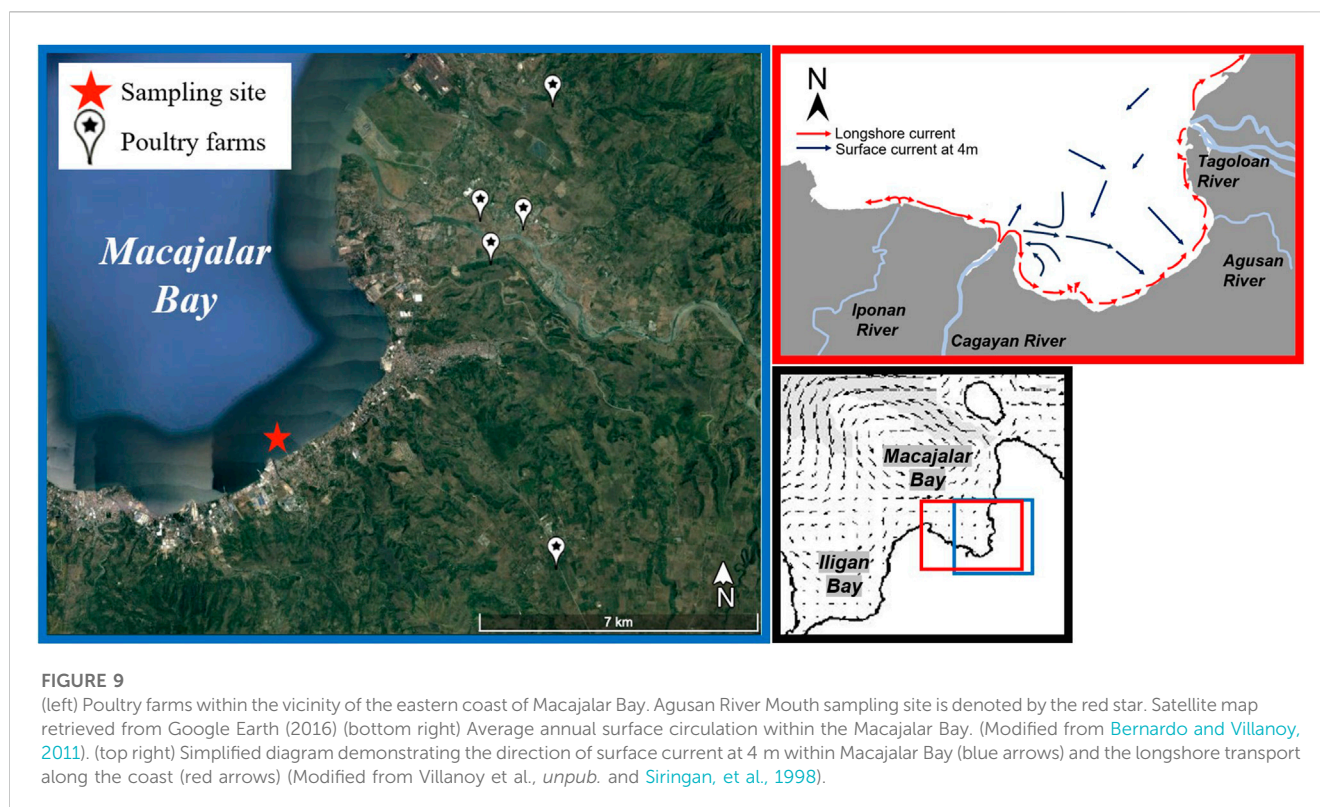 Sampling site
Poultry farms
Macajalar
Bay
N
7 km
N
Longshore current
Surface current at 4m
Tagoloan
River
Agusan
River
Iponan
River
Cagayan River
Macajalar
Bay
Iligan
Bay
FIGURE 9
(left) Poultry farms within the vicinity of the eastern coast of Macajalar Bay. Agusan River Mouth sampling site is denoted by the red star. Satellite map
retrieved from Google Earth (2016) (bottom right) Average annual surface circulation within the Macajalar Bay. (Modified from Bernardo and Villanoy,
2011). (top right) Simplified diagram demonstrating the direction of surface current at 4 m within Macajalar Bay (blue arrows) and the longshore transport
along the coast (red arrows) (Modified from Villanoy et al., unpub. and Siringan, et al., 1998).